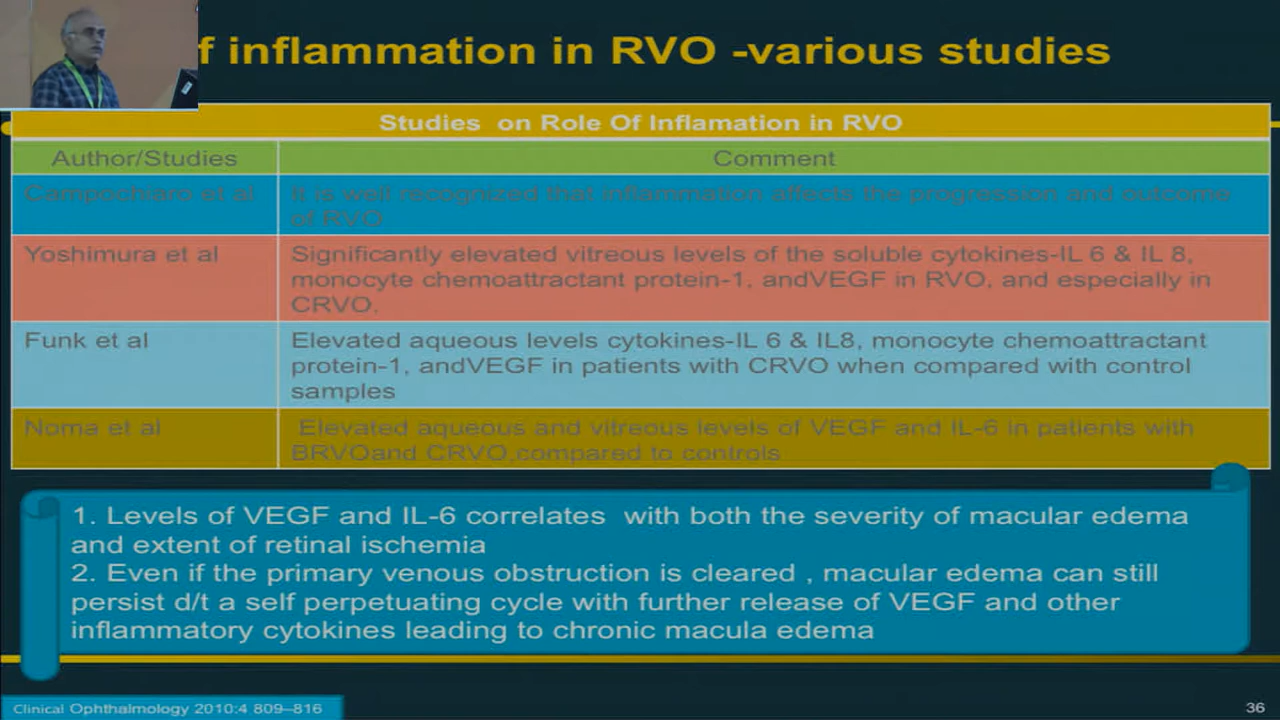 f inflammation in RVO -various studies
Studies on Role Of Inflamation in RVO
Author/Studies
Comment
Campochiaro et al
It is well recognized that inflammation affects the progression and outcome
of RVO
Yoshimura et al
Significantly elevated vitreous levels of the soluble cytokines-IL 6 & IL 8,
monocyte chemoattractant protein-1, andVEGF in RVO, and especially in
CRVO.
Funk et al
Elevated aqueous levels cytokines-IL 6 & IL8, monocyte chemoattractant
protein-1, andVEGF in patients with CRVO when compared with control
samples
Noma et al
Elevated aqueous and vitreous levels of VEGF and IL-6 in patients with
BRVOand CRVO,compared to controls
1. Levels of VEGF and IL-6 correlates with both the severity of macular edema
and extent of retinal ischemia
2. Even if the primary venous obstruction is cleared , macular edema can still
persist d/t a self perpetuating cycle with further release of VEGF and other
inflammatory cytokines leading to chronic macula edema
Clinical Ophthalmology 2010:4 809–816
36